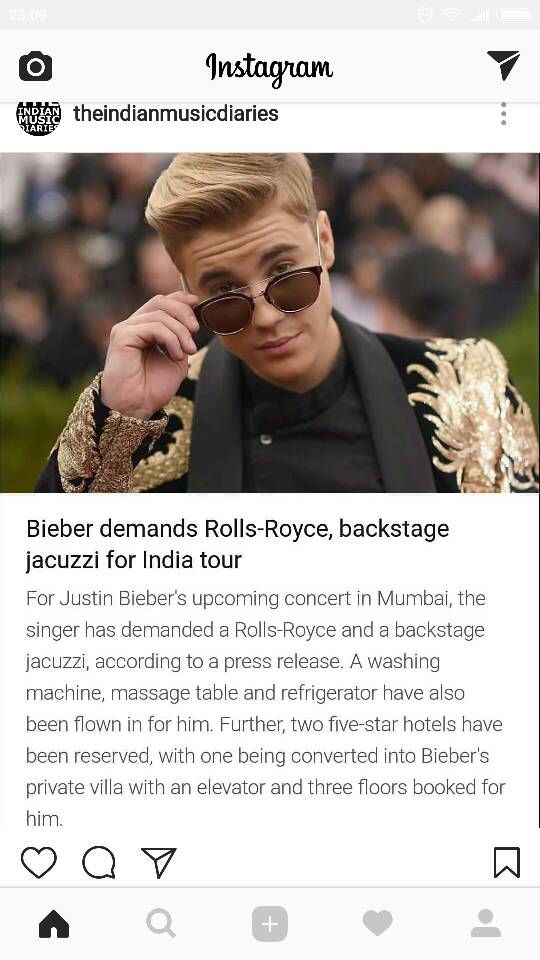 23:09
Instagram
THE
INDIAN
MUSIC
DIARIES
theindianmusicdiaries
Bieber demands Rolls-Royce, backstage
jacuzzi for India tour
For Justin Bieber's upcoming concert in Mumbai, the
singer has demanded a Rolls-Royce and a backstage
jacuzzi, according to a press release. A washing
machine, massage table and refrigerator have also
been flown in for him. Further, two five-star hotels have
been reserved, with one being converted into Bieber's
private villa with an elevator and three floors booked for
him.